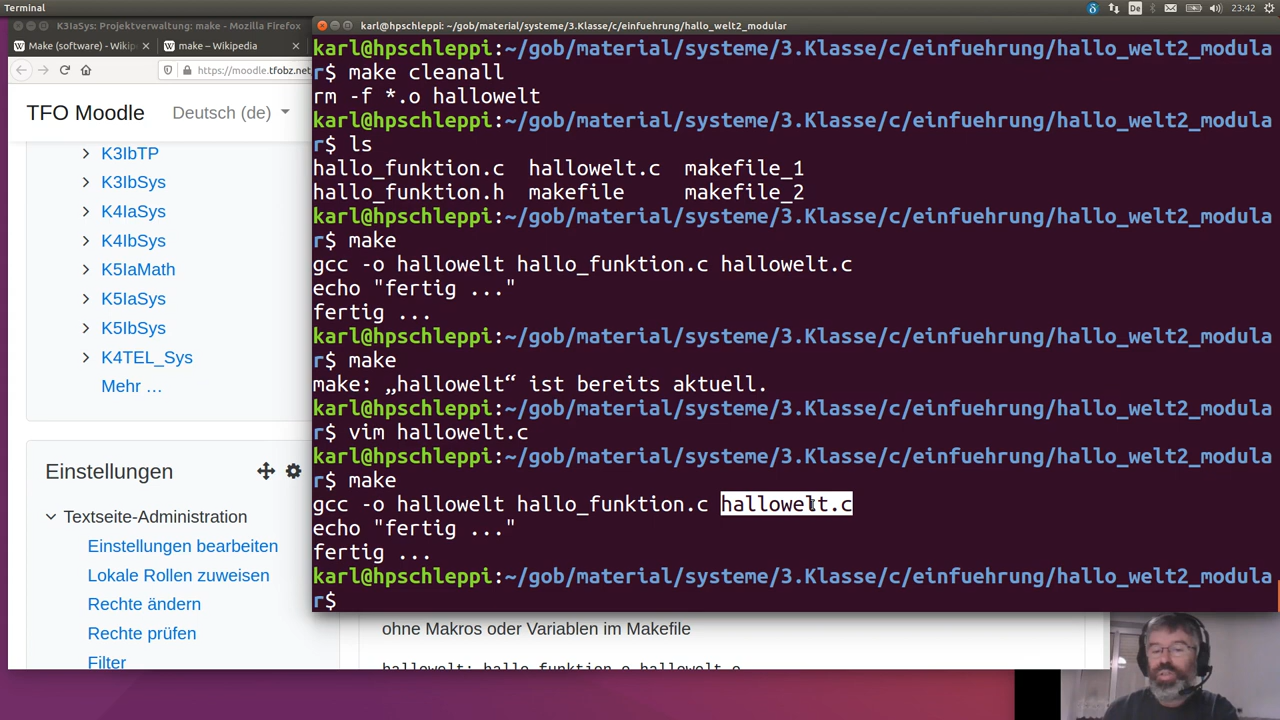 Terminal
De
23:42
K3IaSys: Projektverwaltung: make - Mozilla Firefox
Make (software) - Wikip
make – Wikipedia
https://moodle.tfobz.net
TFO Moodle
Deutsch (de)
K3IbTP
K3IbSys
K4IaSys
K4IbSys
K5IaMath
K5IaSys
K5IbSys
K4TEL_Sys
Mehr …
Einstellungen
Textseite-Administration
Einstellungen bearbeiten
Lokale Rollen zuweisen
Rechte ändern
Rechte prüfen
Filter
karl@hpschleppi: ~/gob/material/systeme/3.Klasse/c/einfuehrung/hallo_welt2_modular
karl@hpschleppi:~/gob/material/systeme/3.Klasse/c/einfuehrung/hallo_welt2_modula
r$ make cleanall
rm -f *.o hallowelt
karl@hpschleppi:~/gob/material/systeme/3.Klasse/c/einfuehrung/hallo_welt2_modula
r$ ls
hallo_funktion.c  hallowelt.c  makefile_1
hallo_funktion.h  makefile     makefile_2
karl@hpschleppi:~/gob/material/systeme/3.Klasse/c/einfuehrung/hallo_welt2_modula
r$ make
gcc -o hallowelt hallo_funktion.c hallowelt.c
echo "fertig ..."
fertig ...
karl@hpschleppi:~/gob/material/systeme/3.Klasse/c/einfuehrung/hallo_welt2_modula
r$ make
make: „hallowelt“ ist bereits aktuell.
karl@hpschleppi:~/gob/material/systeme/3.Klasse/c/einfuehrung/hallo_welt2_modula
r$ vim hallowelt.c
karl@hpschleppi:~/gob/material/systeme/3.Klasse/c/einfuehrung/hallo_welt2_modula
r$ make
gcc -o hallowelt hallo_funktion.c hallowelt.c
echo "fertig ..."
fertig ...
karl@hpschleppi:~/gob/material/systeme/3.Klasse/c/einfuehrung/hallo_welt2_modula
r$
ohne Makros oder Variablen im Makefile
hallowelt: hallo_funktion.o hallowelt.o